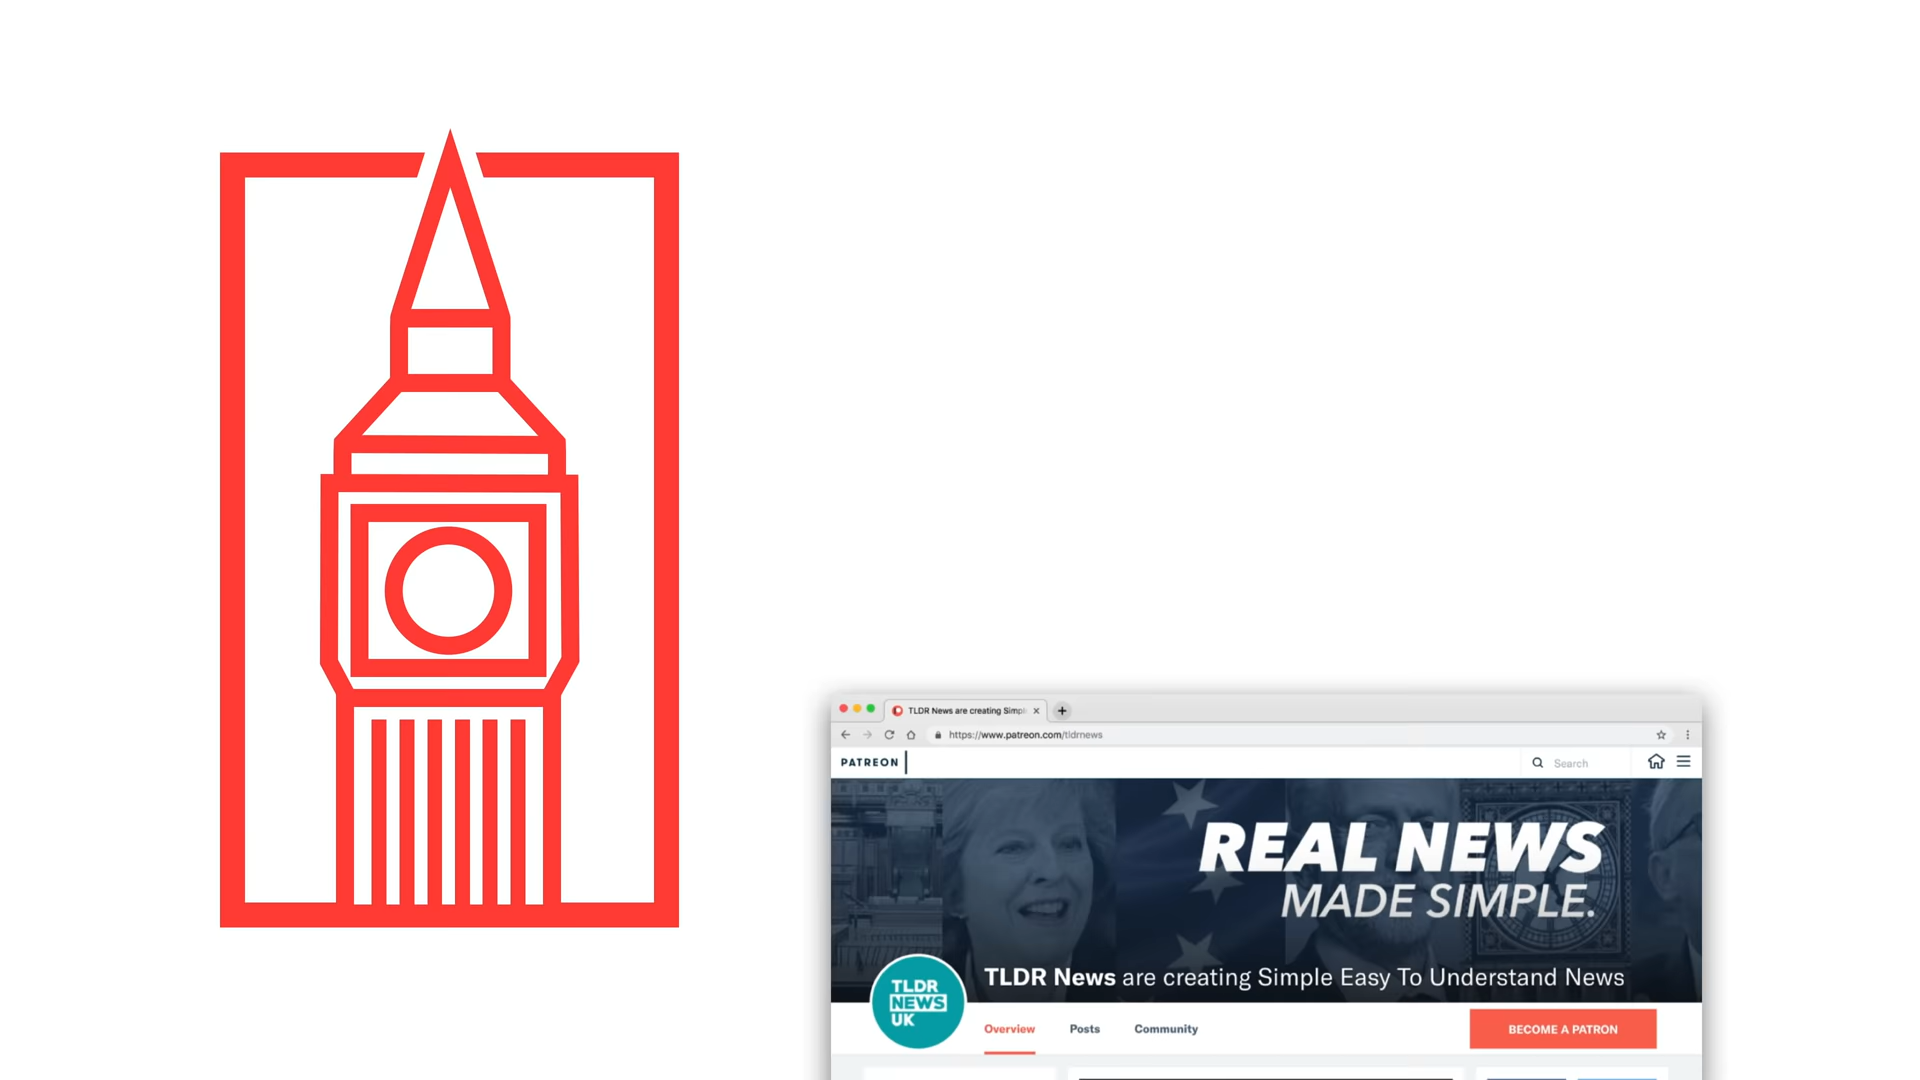 TLDR News are creating Simpl
https://www.patreon.com/tldrnews
PATREON
Search
REAL NEWS
MADE SIMPLE.
TLDR News are creating Simple Easy To Understand News
TLDR
NEWS
UK
Overview
Posts
Community
BECOME A PATRON